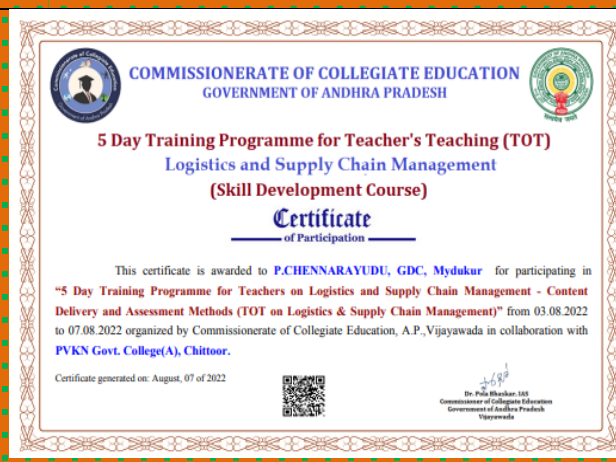 COMMISSIONERATE OF COLLEGIATE EDUCATION
GOVERNMENT OF ANDHRA PRADESH
5 Day Training Programme for Teacher's Teaching (TOT)
Logistics and Supply Chain Management
(Skill Development Course)
Certificate
of Participation
This certificate is awarded to P.CHENNARAYUDU, GDC, Mydukur for participating in
“5 Day Training Programme for Teachers on Logistics and Supply Chain Management - Content
Delivery and Assessment Methods (TOT on Logistics & Supply Chain Management)” from 03.08.2022
to 07.08.2022 organized by Commissionerate of Collegiate Education, A.P.,Vijayawada in collaboration with
PVKN Govt. College(A), Chittoor.
Certificate generated on: August, 07 of 2022
Dr. Pola Bhaskar. IAS
Commissioner of Collegiate Education
Government of Andhra Pradesh
Vijayawada